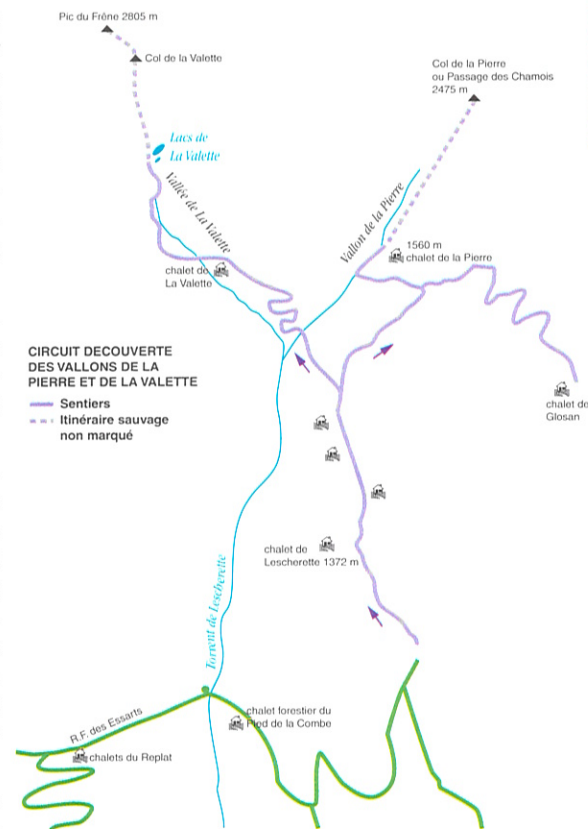 Pic du Frêne 2805 m
Col de la Valette
Col de la Pierre
ou Passage des Chamois
2475 m
Lacs de
La Valette
Vallée de La Valette
Vallon de la Pierre
1560 m
chalet de la Pierre
chalet de
La Valette
CIRCUIT DECOUVERTE
DES VALLONS DE LA
PIERRE ET DE LA VALETTE
Sentiers
Itinéraire sauvage
non marqué
chalet de
Glosan
chalet de
Lescherette 1372 m
Torrent de Lescherette
R.F. des Essarts
chalet forestier du
Pied de la Combe
chalets du Replat